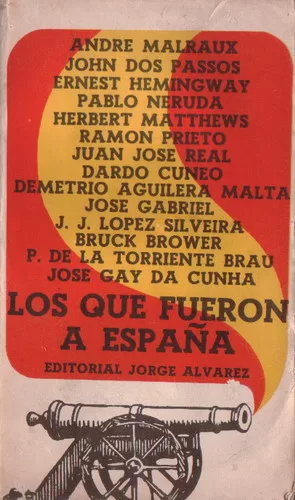 ANDRE MALRAUX
JOHN DOS PASSOS
ERNEST HEMINGWAY
PABLO NERUDA
HERBERT MATTHEWS
RAMON PRIETO
JUAN JOSE REAL
DARDO CUNEO
DEMETRIO AGUILERA MALTA
JOSE GABRIEL
J. J. LOPEZ SILVEIRA
BRUCK BROWER
P. DE LA TORRIENTE BRAU
JOSE GAY DA CUNHA
LOS QUE FUERON
A ESPAÑA
EDITORIAL JORGE ALVAREZ